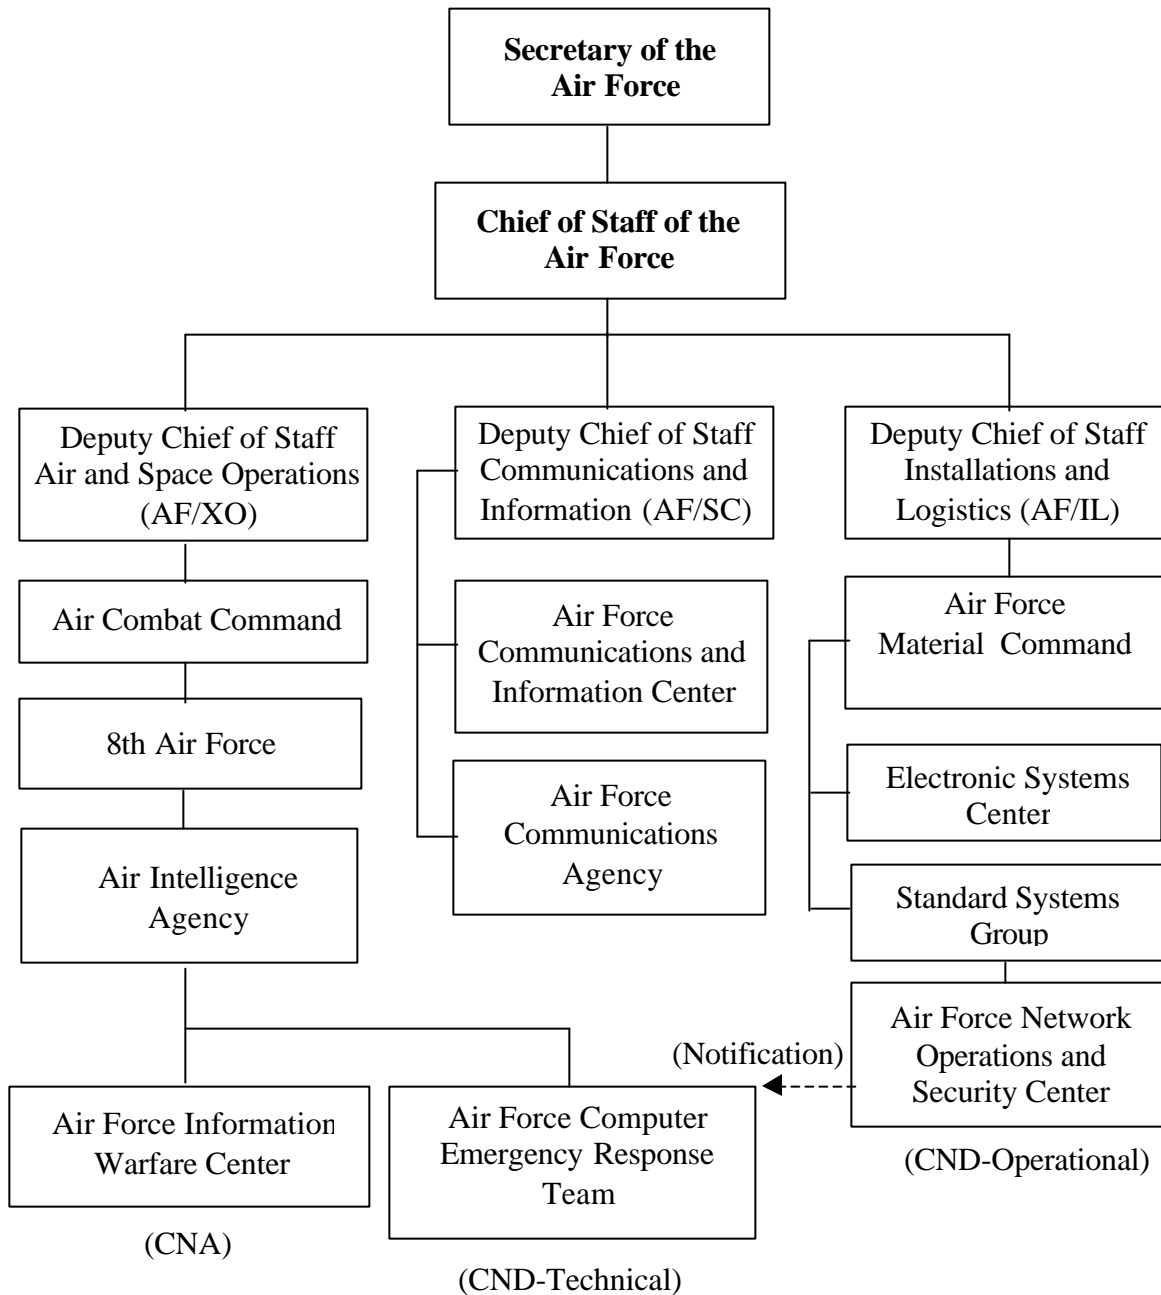 Secretary of the
Air Force
Chief of Staff of the
Air Force
Deputy Chief of Staff
Air and Space Operations
(AF/XO)
Deputy Chief of Staff
Communications and
Information (AF/SC)
Deputy Chief of Staff
Installations and
Logistics (AF/IL)
Air Combat Command
Air Force
Communications and
Information Center
Air Force
Material Command
8th Air Force
Air Force
Communications
Agency
Electronic Systems
Center
Air Intelligence
Agency
Standard Systems
Group
Air Force Network
Operations and
Security Center
(Notification)
Air Force Information
Warfare Center
Air Force Computer
Emergency Response
Team
(CND-Operational)
(CNA)
(CND-Technical)